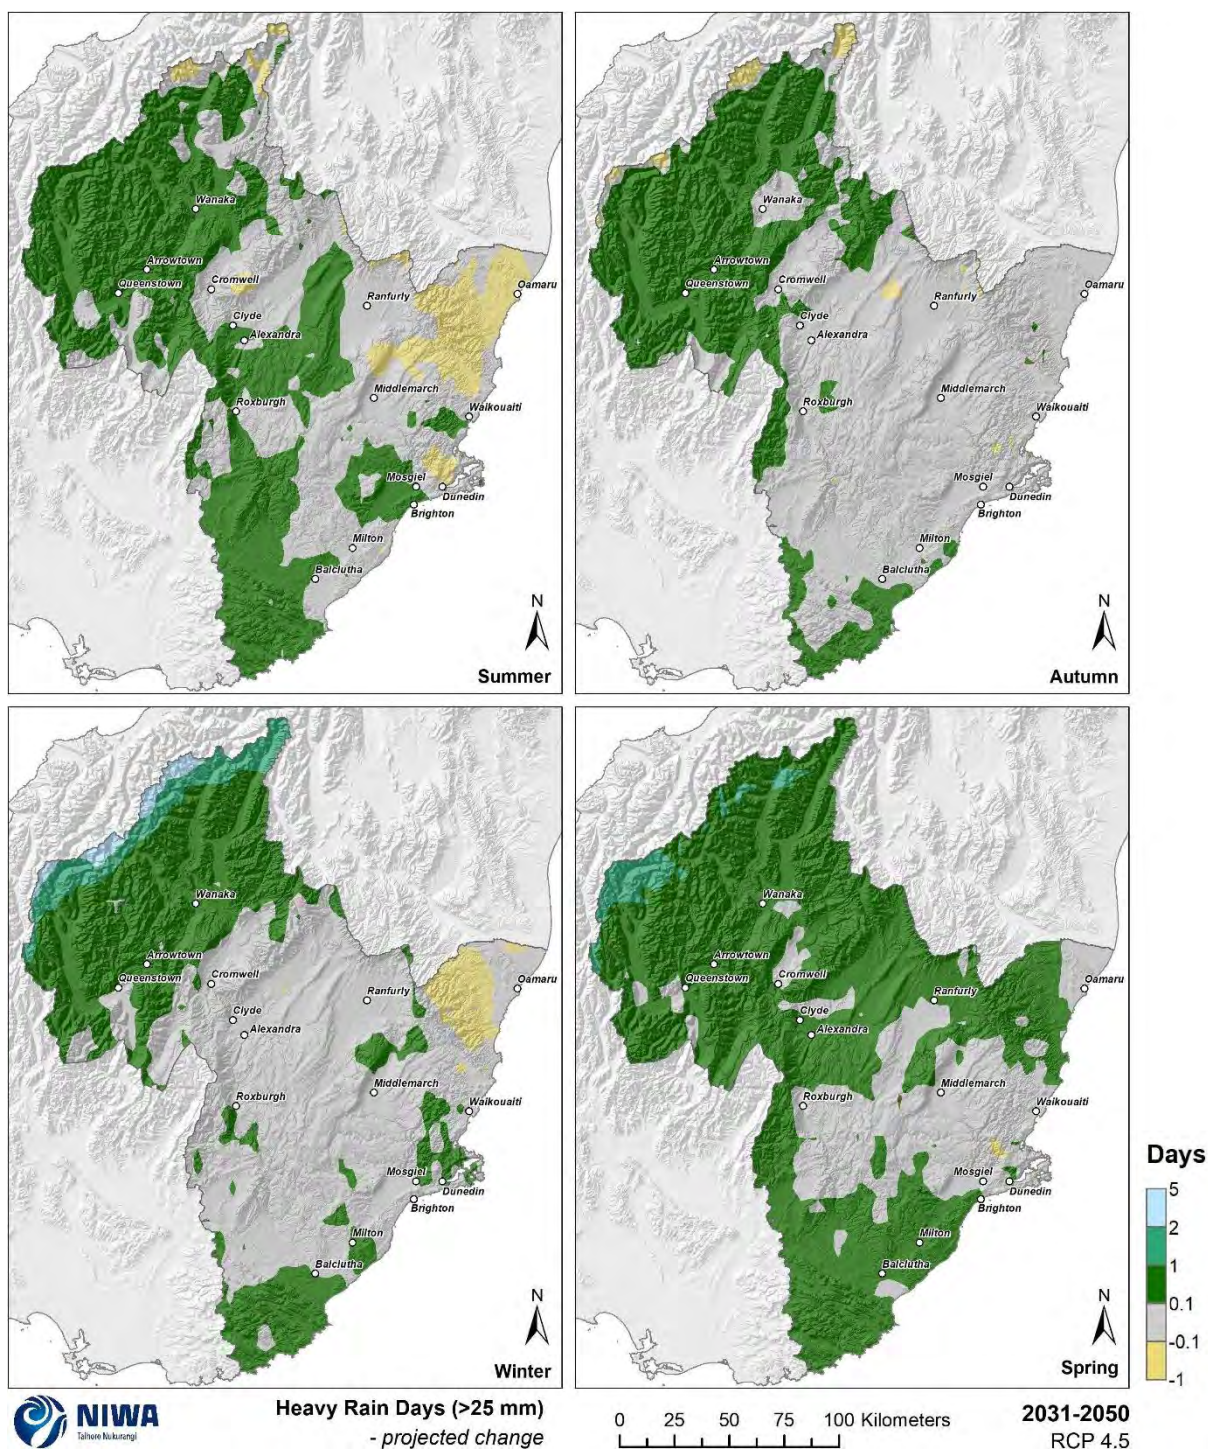 Wanaka
Arrowtown
Queenstown
Cromwell
Clyde
Alexandra
Ranfurly
Oamaru
Middlemarch
Roxburgh
Waikouaiti
Mosgiel
Dunedin
Brighton
Milton
Balclutha
N
Summer
Wanaka
Arrowtown
Queenstown
Cromwell
Clyde
Alexandra
Ranfurly
Oamaru
Middlemarch
Roxburgh
Waikouaiti
Mosgiel
Dunedin
Brighton
Milton
Balclutha
N
Autumn
Wanaka
Arrowtown
Queenstown
Cromwell
Clyde
Alexandra
Ranfurly
Oamaru
Middlemarch
Roxburgh
Waikouaiti
Mosgiel
Dunedin
Brighton
Milton
Balclutha
N
Winter
Wanaka
Arrowtown
Queenstown
Cromwell
Clyde
Alexandra
Ranfurly
Oamaru
Middlemarch
Roxburgh
Waikouaiti
Mosgiel
Dunedin
Brighton
Milton
Balclutha
N
Spring
Days
5
2
1
0.1
-0.1
-1
NIWA
Taihoro Nukurangi
Heavy Rain Days (>25 mm)
- projected change
0 25 50 75 100 Kilometers
2031-2050
RCP 4.5